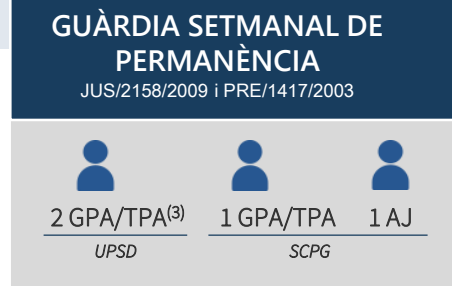 GUÀRDIA SETMANAL DE
PERMANÈNCIA
JUS/2158/2009 i PRE/1417/2003
2 GPA/TPA(3) 1 GPA/TPA 1 AJ
UPSD SCPG